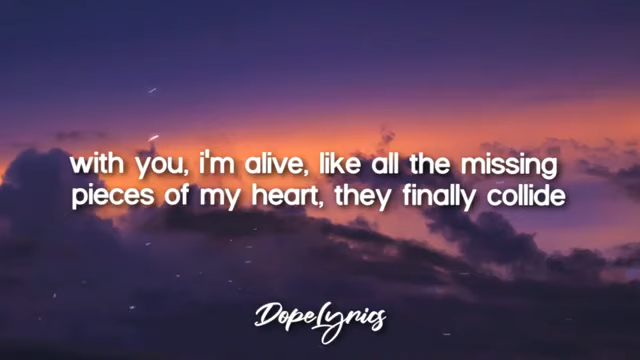 with you, i'm alive, like all the missing
pieces of my heart, they finally collide
DopeLyrics